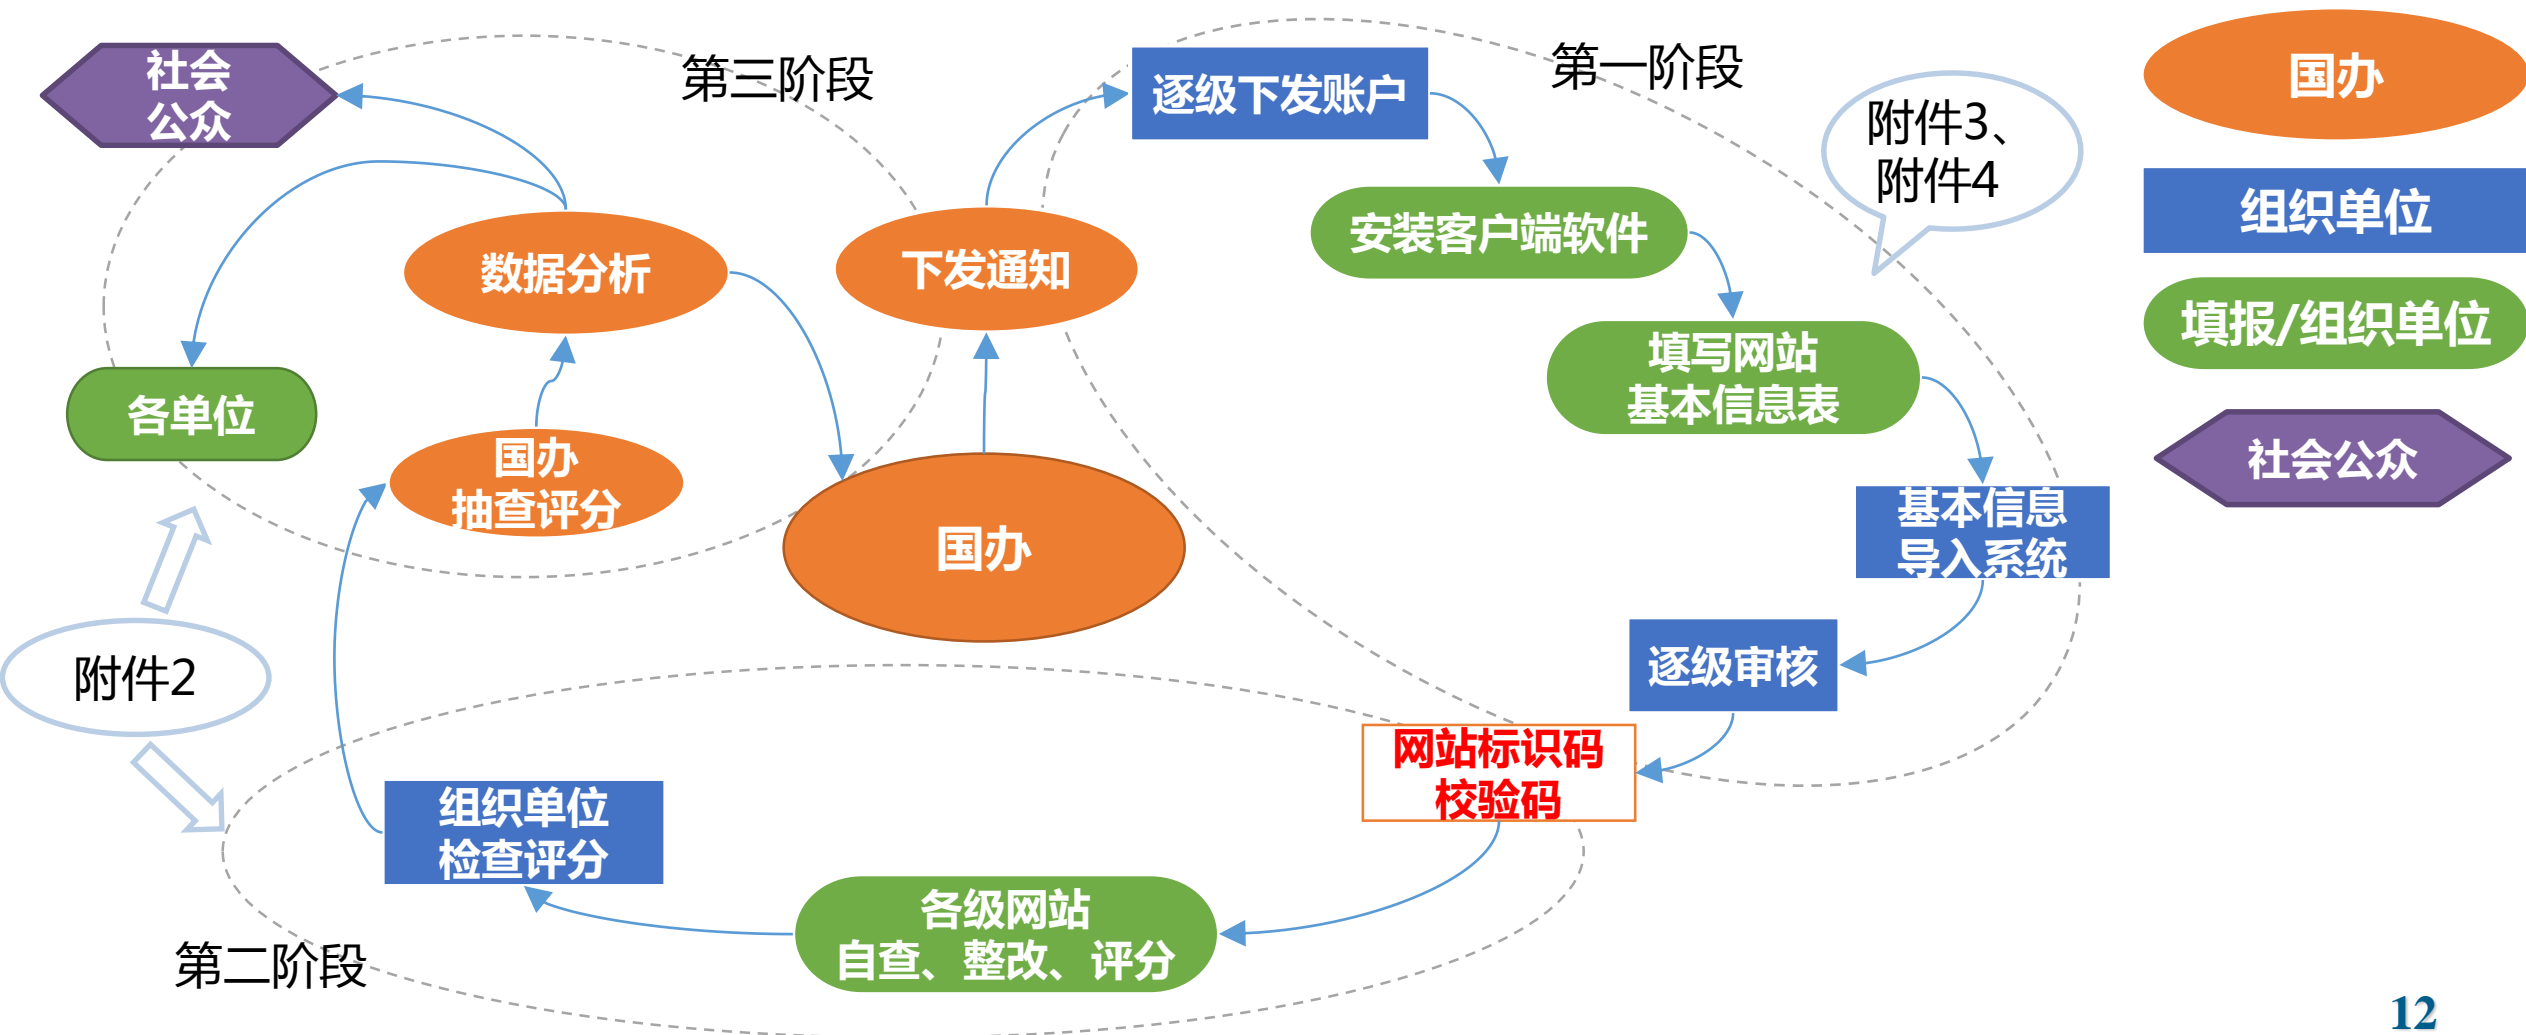 社会
公众
第三阶段
逐级下发账户
第一阶段
国办
附件3、
附件4
组织单位
安装客户端软件
数据分析
下发通知
填报/组织单位
填写网站
基本信息表
各单位
国办
抽查评分
社会公众
基本信息
导入系统
国办
附件2
逐级审核
网站标识码
校验码
组织单位
检查评分
各级网站
自查、整改、评分
第二阶段
12